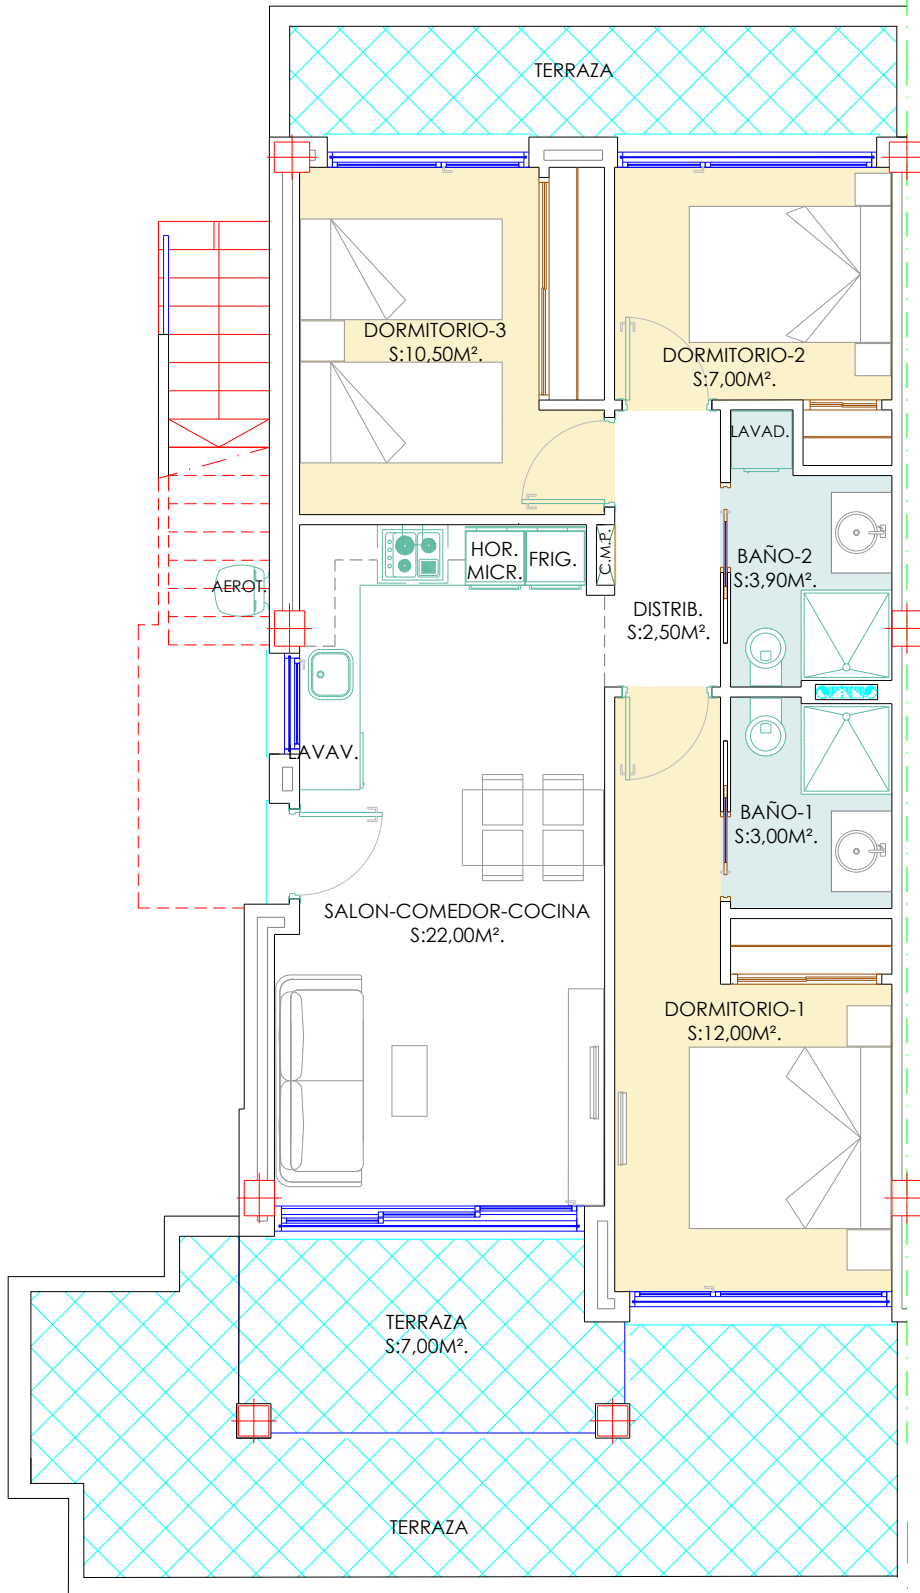 TERRAZA
DORMITORIO-3
S:10,50M².
DORMITORIO-2
S:7,00M².
LAVAD.
HOR.
MICR.
FRIG.
C.M.P.
BAÑO-2
S:3,90M².
AEROT.
DISTRIB.
S:2,50M².
LAVAV.
BAÑO-1
S:3,00M².
SALON-COMEDOR-COCINA
S:22,00M².
DORMITORIO-1
S:12,00M².
TERRAZA
S:7,00M².
TERRAZA